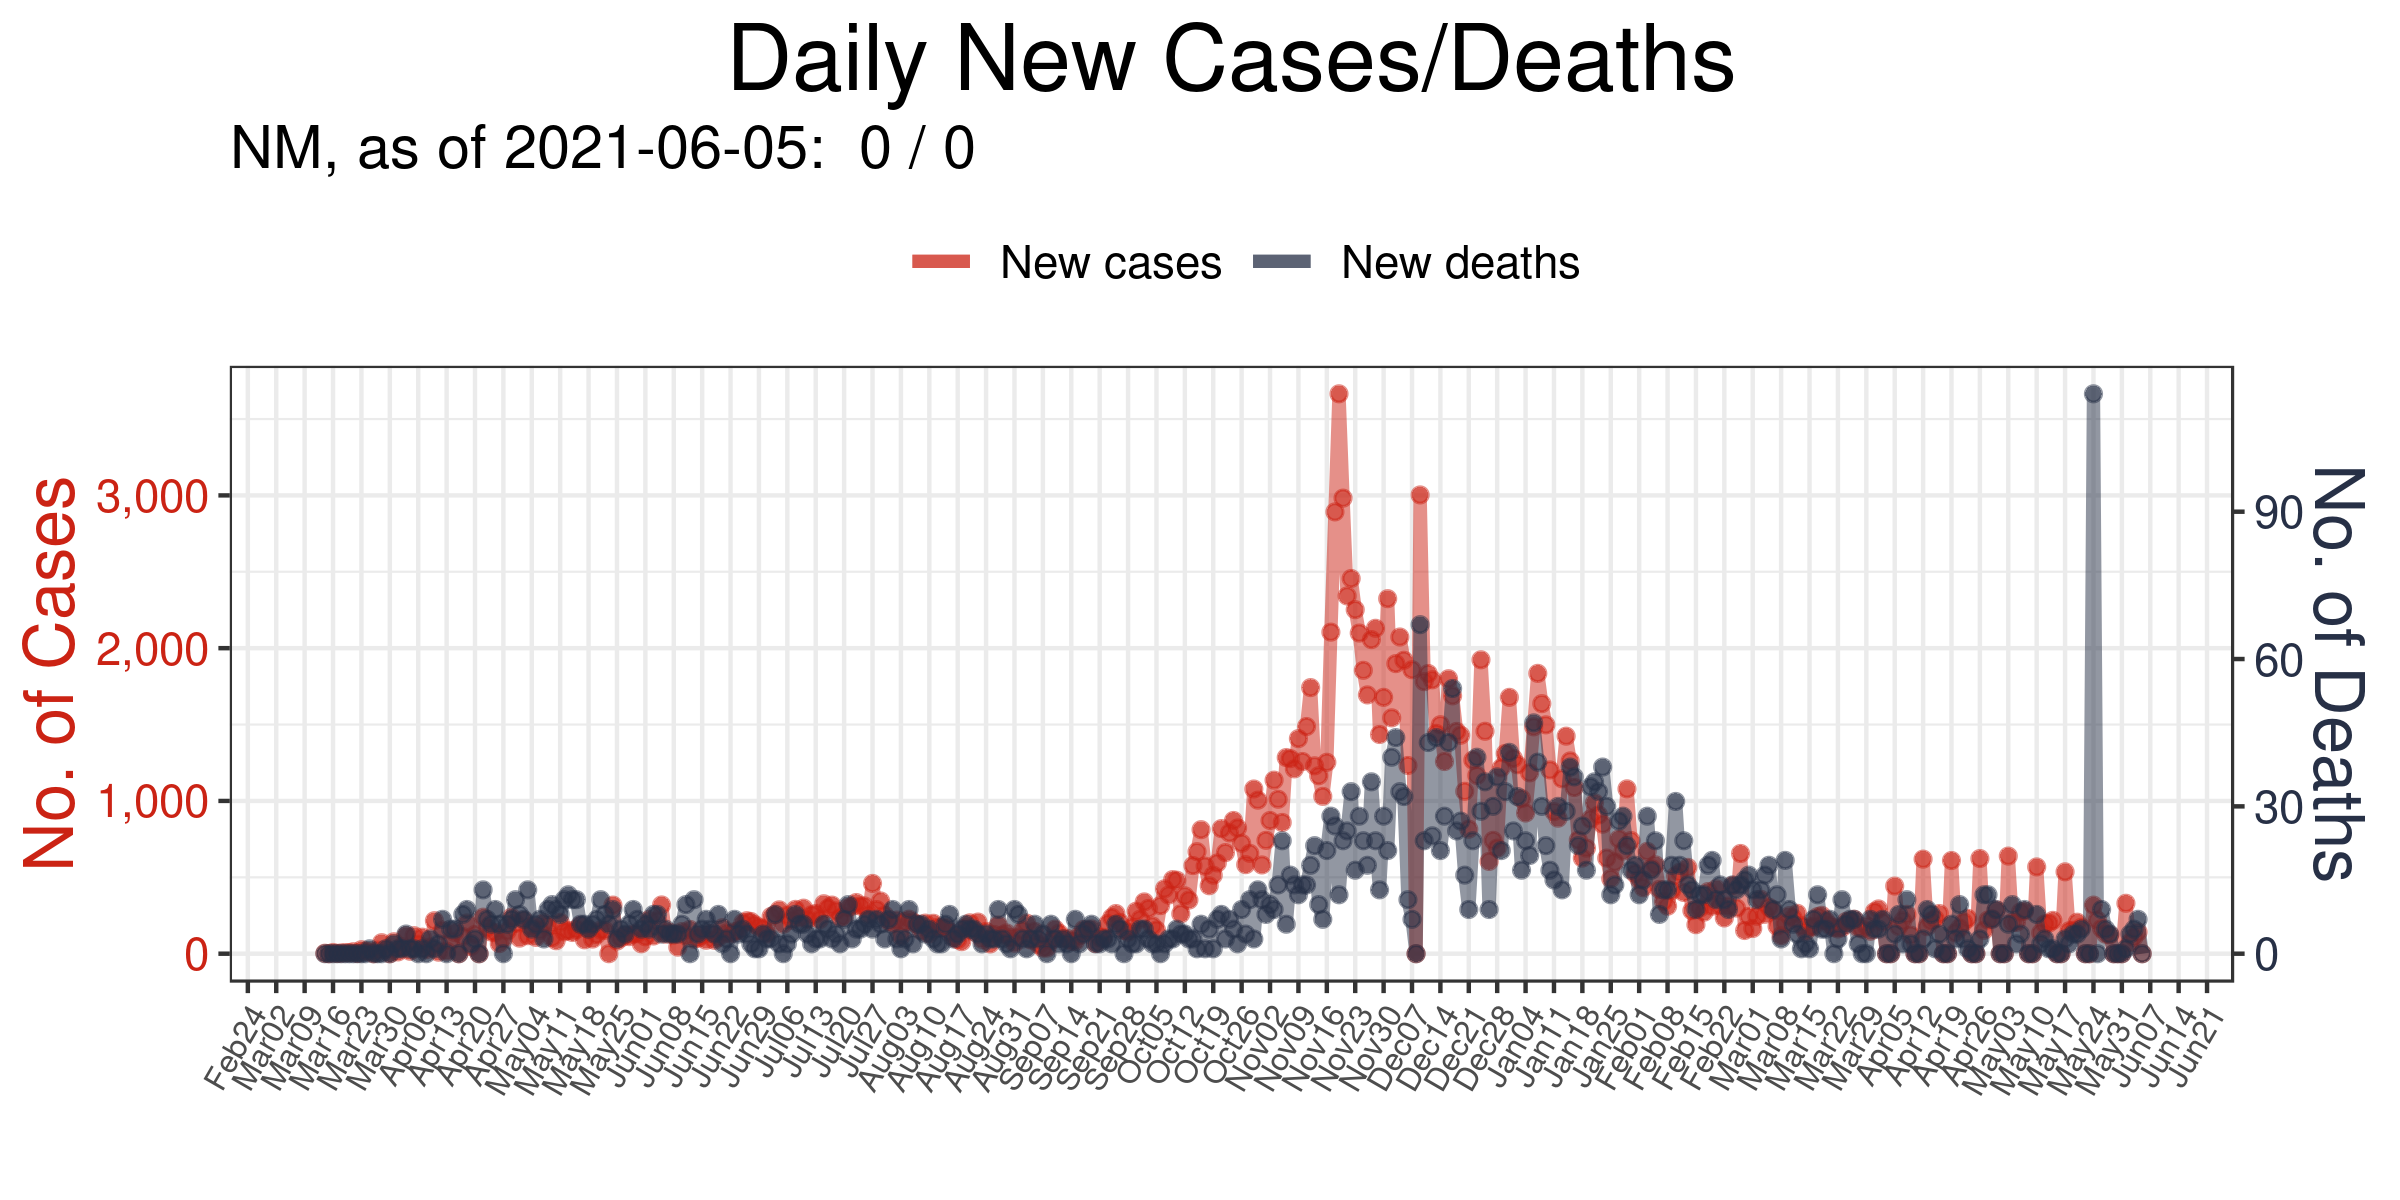 Daily New Cases/Deaths
NM, as of 2021-06-05:  0 / 0
New cases
New deaths
No. of Cases
3,000
2,000
1,000
0
No. of Deaths
90
60
30
0
Feb24
Mar02
Mar09
Mar16
Mar23
Mar30
Apr06
Apr13
Apr20
Apr27
May04
May11
May18
May25
Jun01
Jun08
Jun15
Jun22
Jun29
Jul06
Jul13
Jul20
Jul27
Aug03
Aug10
Aug17
Aug24
Aug31
Sep07
Sep14
Sep21
Sep28
Oct05
Oct12
Oct19
Oct26
Nov02
Nov09
Nov16
Nov23
Nov30
Dec07
Dec14
Dec21
Dec28
Jan04
Jan11
Jan18
Jan25
Feb01
Feb08
Feb15
Feb22
Mar01
Mar08
Mar15
Mar22
Mar29
Apr05
Apr12
Apr19
Apr26
May03
May10
May17
May24
May31
Jun07
Jun14
Jun21